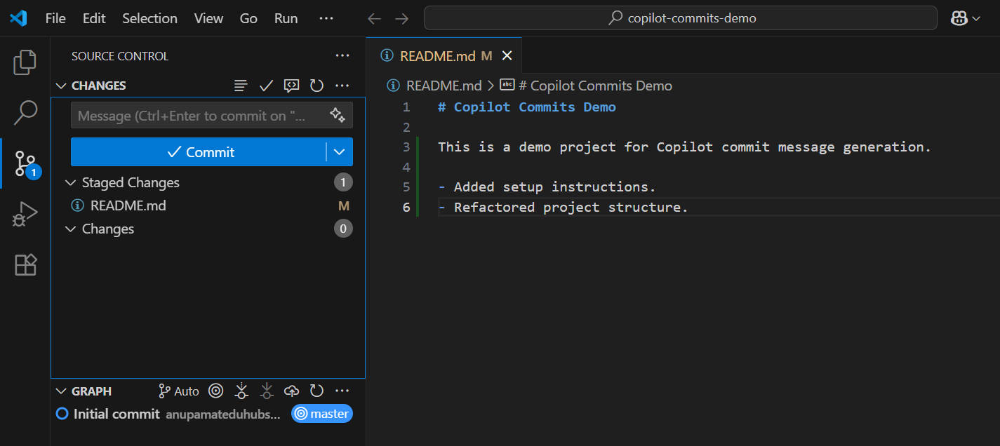 File Edit Selection View Go Run ··· copilot-commits-demo
SOURCE CONTROL ···
CHANGES ···
Message (Ctrl+Enter to commit on "...
Commit
Staged Changes 1
README.md M
Changes 0
GRAPH Auto ···
Initial commit anupamateduhubs... master
1
README.md M
README.md > abc # Copilot Commits Demo
1 # Copilot Commits Demo
2
3 This is a demo project for Copilot commit message generation.
4
5 - Added setup instructions.
6 - Refactored project structure.